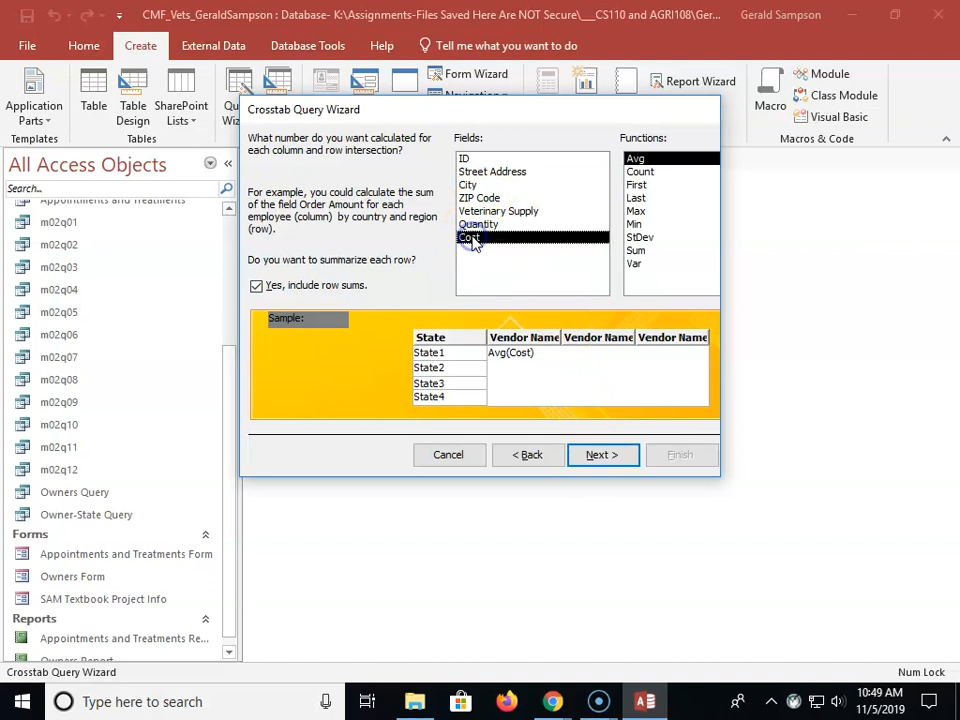 CMF_Vets_GeraldSampson : Database- K:\Assignments-Files Saved Here Are NOT Secure\___CS110 and AGRI108\Ger... Gerald Sampson
File Home Create External Data Database Tools Help Tell me what you want to do
Application Parts
Table
Table Design
SharePoint Lists
Form Wizard
Report Wizard
Macro
Module
Class Module
Visual Basic
Templates Tables Macros & Code
All Access Objects
Search...
m02q01
m02q02
m02q03
m02q04
m02q05
m02q06
m02q07
m02q08
m02q09
m02q10
m02q11
m02q12
Owners Query
Owner-State Query
Forms
Appointments and Treatments Form
Owners Form
SAM Textbook Project Info
Reports
Appointments and Treatments Re...
Owners Report
Crosstab Query Wizard
What number do you want calculated for each column and row intersection?
For example, you could calculate the sum of the field Order Amount for each employee (column) by country and region (row).
Do you want to summarize each row?
Yes, include row sums.
Fields:
ID
Street Address
City
ZIP Code
Veterinary Supply
Quantity
Cost
Functions:
Avg
Count
First
Last
Max
Min
StDev
Sum
Var
Sample:
State Vendor Name Vendor Name Vendor Name
State1 Avg(Cost)
State2
State3
State4
Cancel < Back Next > Finish
Crosstab Query Wizard Num Lock
Type here to search
10:49 AM
11/5/2019